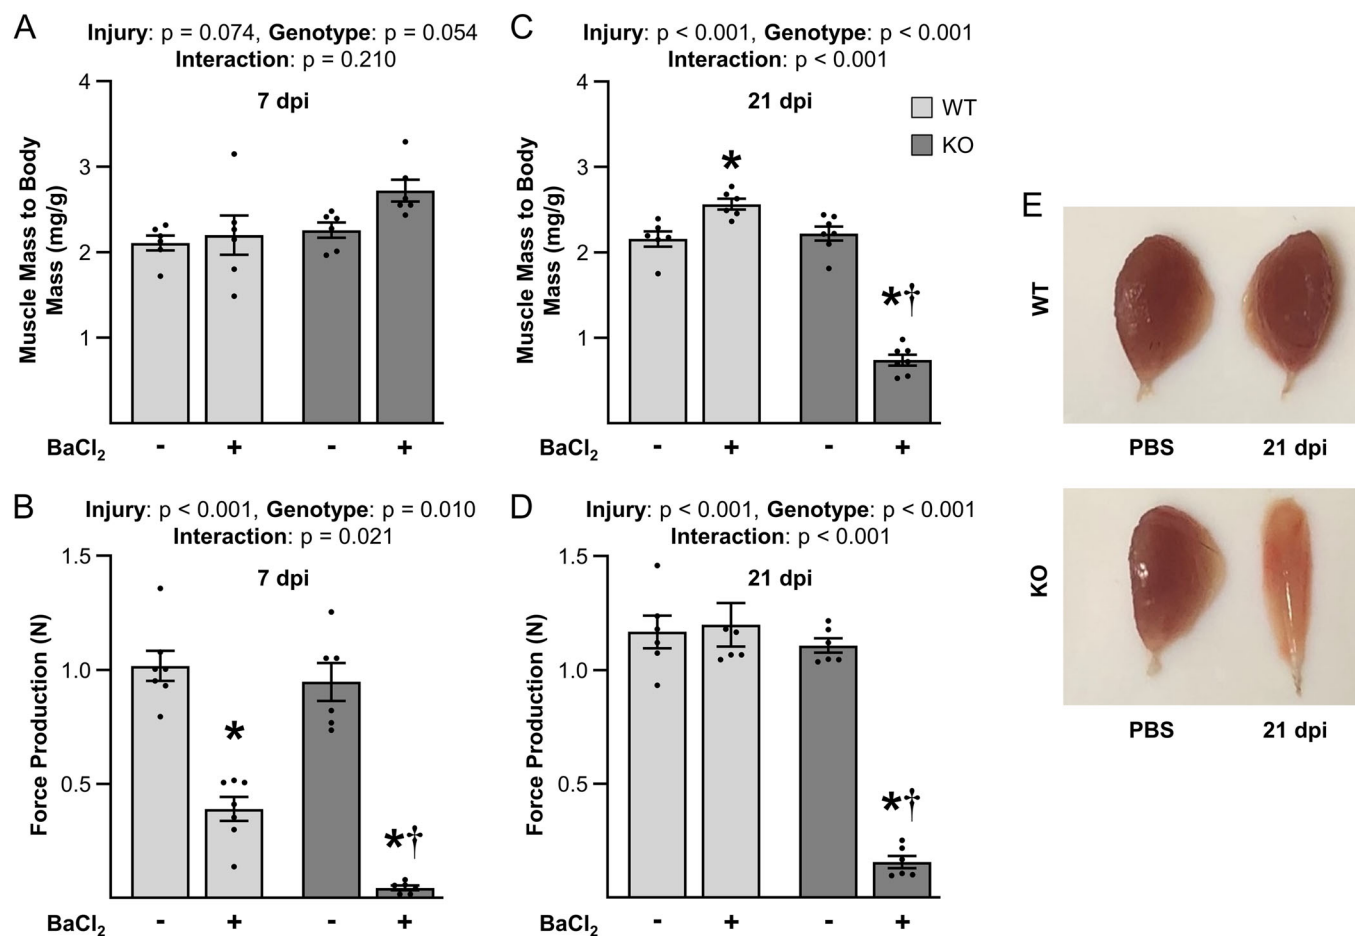 A
Injury: p = 0.074, Genotype: p = 0.054
Interaction: p = 0.210
7 dpi
Muscle Mass to Body
Mass (mg/g)
4
3
2
1
BaCl₂ - + - +
C
Injury: p < 0.001, Genotype: p < 0.001
Interaction: p < 0.001
21 dpi
WT
KO
Muscle Mass to Body
Mass (mg/g)
4
3
2
1
*
*†
BaCl₂ - + - +
B
Injury: p < 0.001, Genotype: p = 0.010
Interaction: p = 0.021
7 dpi
Force Production (N)
1.5
1.0
0.5
*
*†
BaCl₂ - + - +
D
Injury: p < 0.001, Genotype: p < 0.001
Interaction: p < 0.001
21 dpi
Force Production (N)
1.5
1.0
0.5
*†
BaCl₂ - + - +
E
WT
PBS 21 dpi
KO
PBS 21 dpi